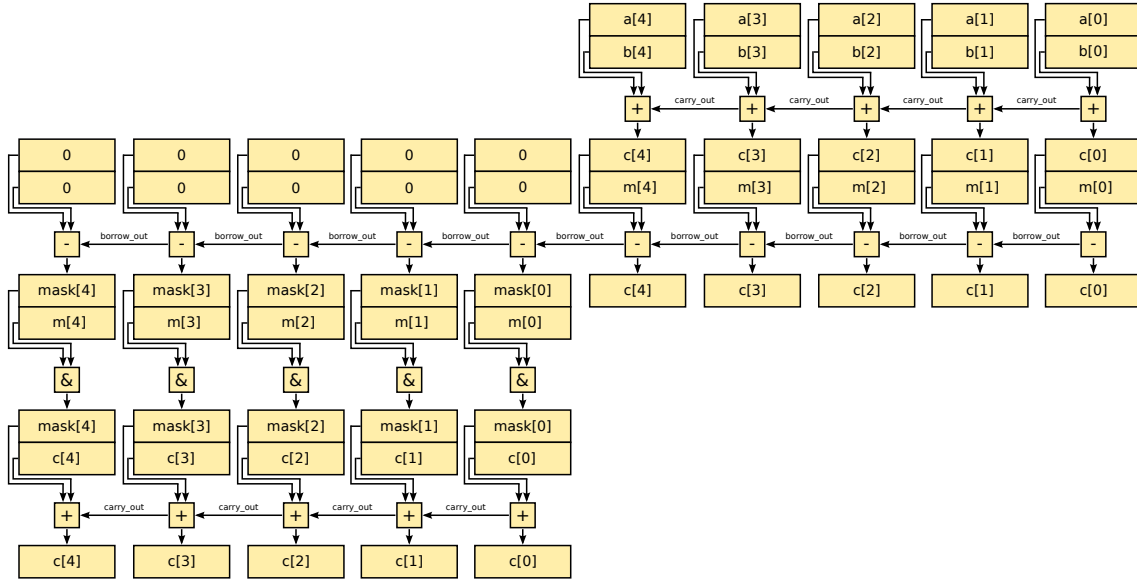 a[4] a[3] a[2] a[1] a[0]
b[4] b[3] b[2] b[1] b[0]
+ carry_out + carry_out + carry_out + carry_out +
0 0 0 0 0 c[4] c[3] c[2] c[1] c[0]
0 0 0 0 0 m[4] m[3] m[2] m[1] m[0]
- borrow_out - borrow_out - borrow_out - borrow_out - borrow_out - borrow_out - borrow_out - borrow_out - borrow_out -
mask[4] mask[3] mask[2] mask[1] mask[0] c[4] c[3] c[2] c[1] c[0]
m[4] m[3] m[2] m[1] m[0]
& & & & &
mask[4] mask[3] mask[2] mask[1] mask[0]
c[4] c[3] c[2] c[1] c[0]
+ carry_out + carry_out + carry_out + carry_out +
c[4] c[3] c[2] c[1] c[0]